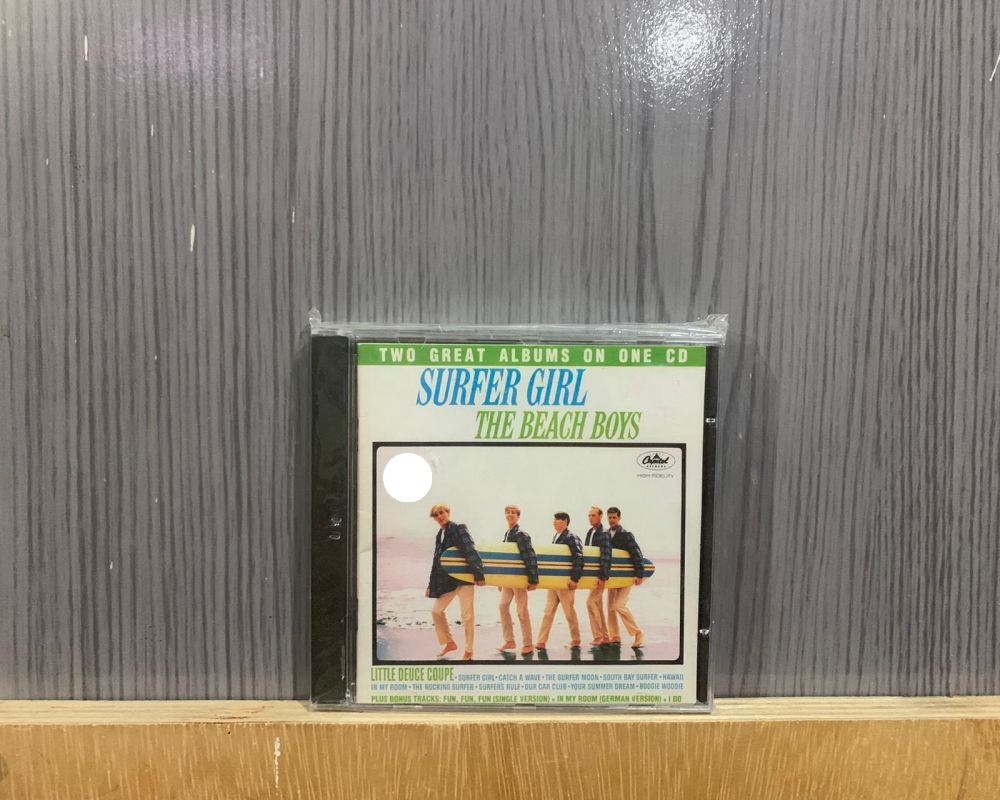 TWO GREAT ALBUMS ON ONE CD
SURFER GIRL
THE BEACH BOYS
Capitol
RECORDS
HIGH FIDELITY
LITTLE DEUCE COUPE • SURFER GIRL • CATCH A WAVE • THE SURFER MOON • SOUTH BAY SURFER • HAWAII
IN MY ROOM • THE ROCKING SURFER • SURFERS RULE • OUR CAR CLUB • YOUR SUMMER DREAM • BOOGIE WOODIE
PLUS BONUS TRACKS: FUN, FUN, FUN (SINGLE VERSION) • IN MY ROOM (GERMAN VERSION) • I DO